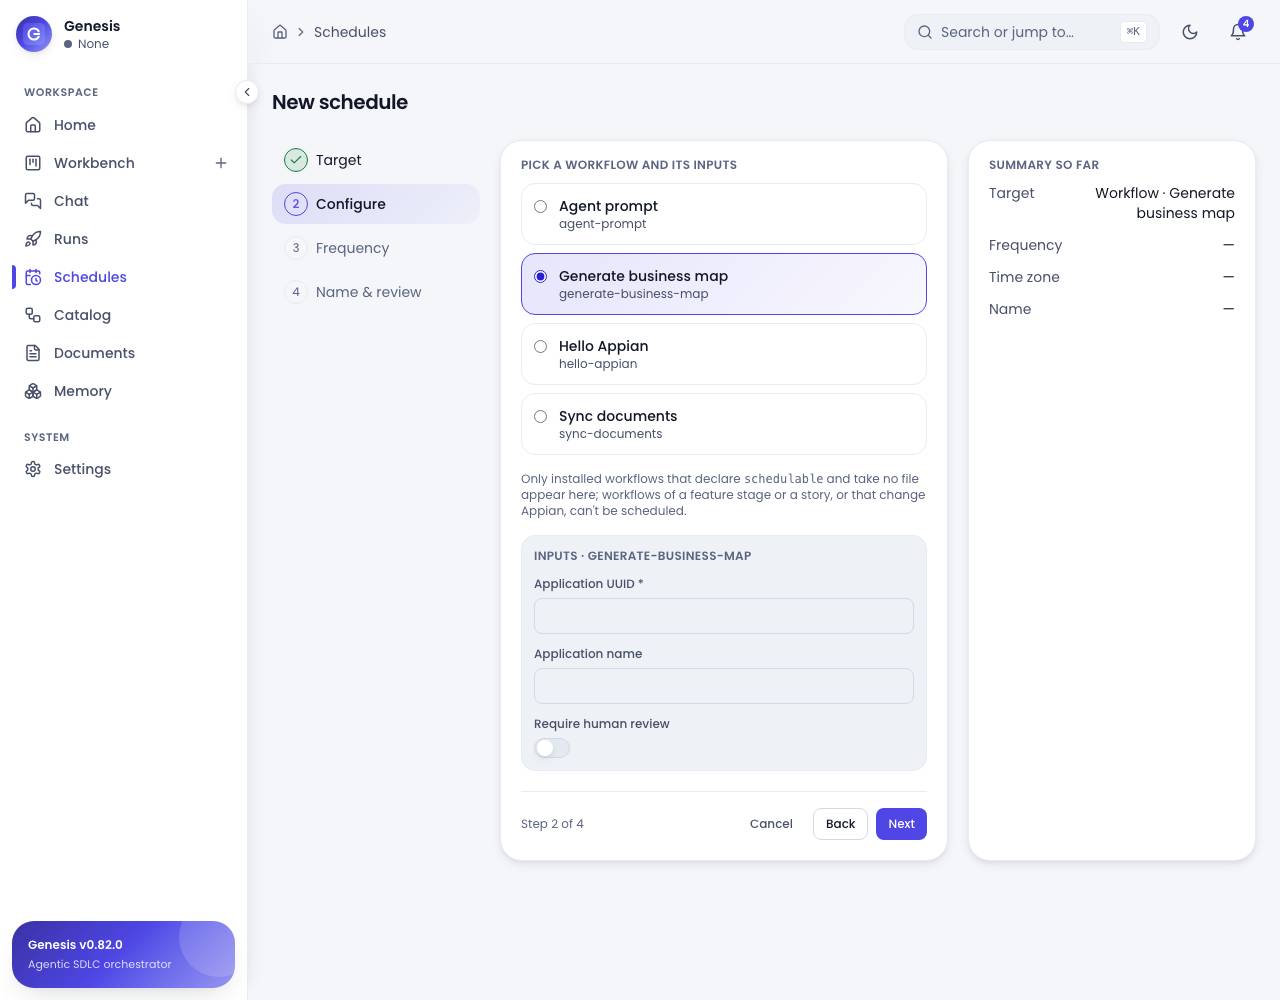 Genesis
None
WORKSPACE
Home
Workbench
Chat
Runs
Schedules
Catalog
Documents
Memory
SYSTEM
Settings
Genesis v0.82.0
Agentic SDLC orchestrator
Schedules
Search or jump to...
⌘K
4
New schedule
Target
2 Configure
3 Frequency
4 Name & review
PICK A WORKFLOW AND ITS INPUTS
Agent prompt
agent-prompt
Generate business map
generate-business-map
Hello Appian
hello-appian
Sync documents
sync-documents
Only installed workflows that declare schedulable and take no file
appear here; workflows of a feature stage or a story, or that change
Appian, can't be scheduled.
INPUTS · GENERATE-BUSINESS-MAP
Application UUID *
Application name
Require human review
Step 2 of 4
Cancel
Back
Next
SUMMARY SO FAR
Target Workflow · Generate
business map
Frequency —
Time zone —
Name —